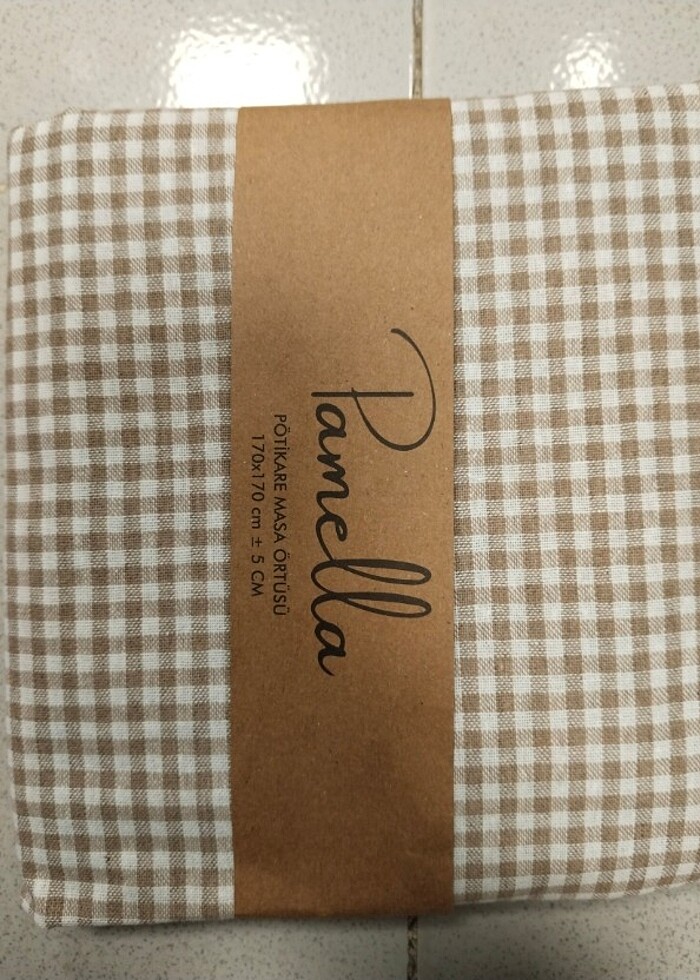 Pamella
PÖTİKARE MASA ÖRTÜSÜ
170x170 cm ± 5 CM